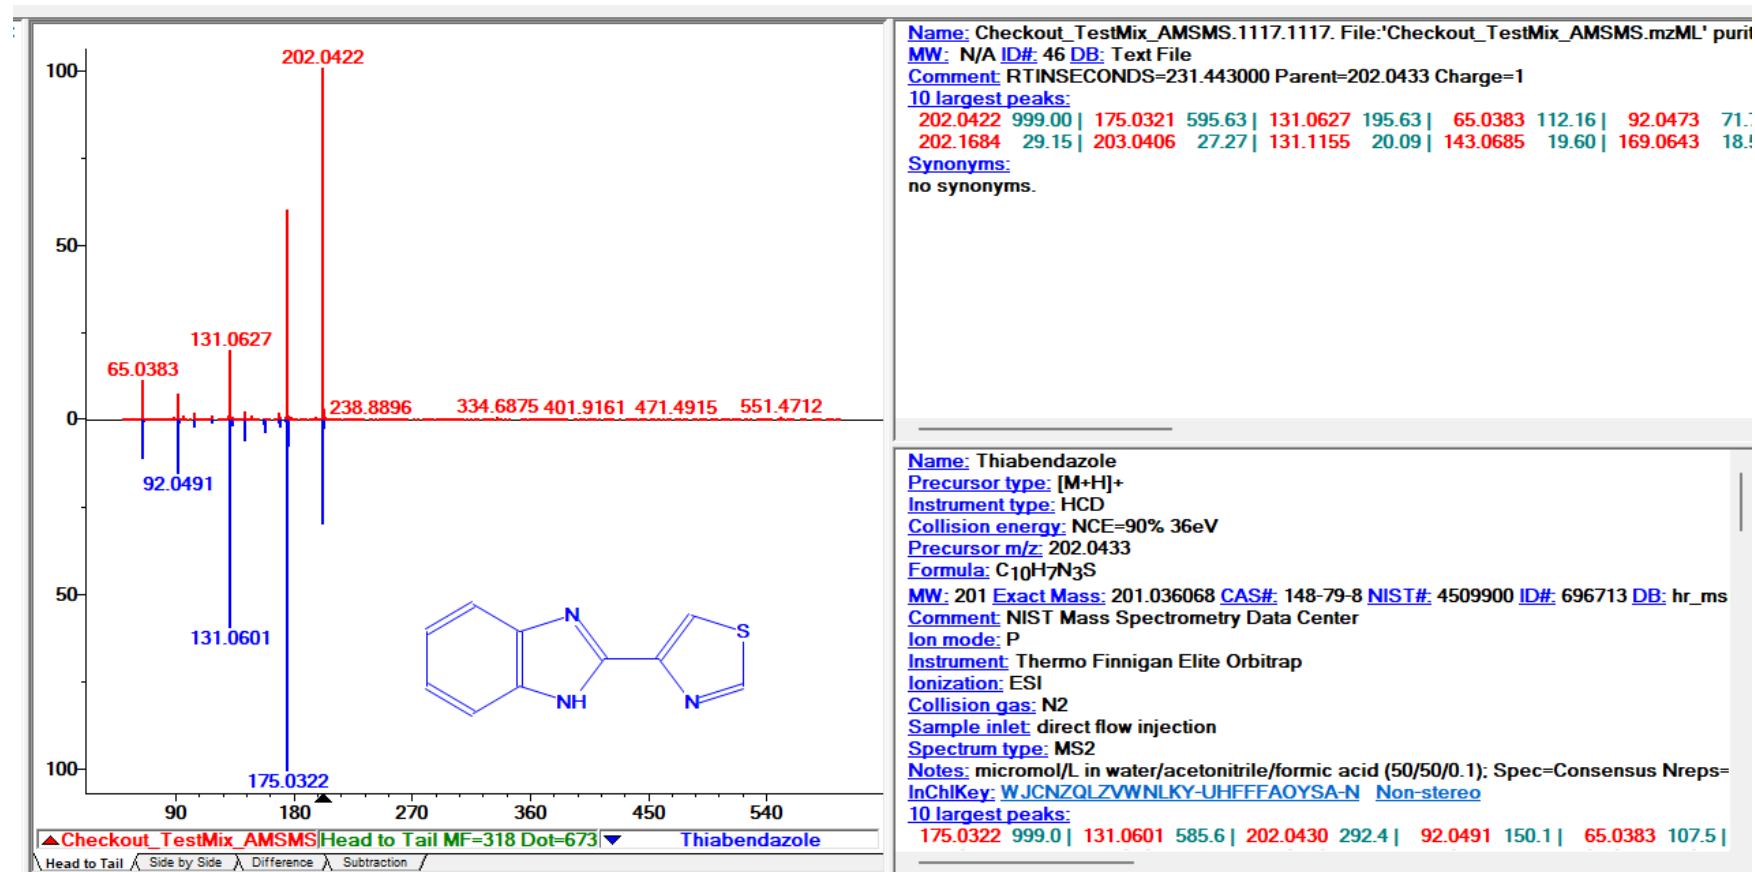 100
202.0422
50
131.0627
65.0383
0
238.8896 334.6875 401.9161 471.4915 551.4712
92.0491
50
131.0601
100
175.0322
N
S
NH
N
90 180 270 360 450 540
Checkout_TestMix_AMSMS Head to Tail MF=318 Dot=673 Thiabendazole
Head to Tail Side by Side Difference Subtraction
Name: Checkout_TestMix_AMSMS.1117.1117. File:'Checkout_TestMix_AMSMS.mzML' purit
MW: N/A ID#: 46 DB: Text File
Comment: RTINSECONDS=231.443000 Parent=202.0433 Charge=1
10 largest peaks:
202.0422 999.00 | 175.0321 595.63 | 131.0627 195.63 | 65.0383 112.16 | 92.0473 71.
202.1684 29.15 | 203.0406 27.27 | 131.1155 20.09 | 143.0685 19.60 | 169.0643 18.
Synonyms:
no synonyms.
Name: Thiabendazole
Precursor type: [M+H]+
Instrument type: HCD
Collision energy: NCE=90% 36eV
Precursor m/z: 202.0433
Formula: C10H7N3S
MW: 201 Exact Mass: 201.036068 CAS#: 148-79-8 NIST#: 4509900 ID#: 696713 DB: hr_ms
Comment: NIST Mass Spectrometry Data Center
Ion mode: P
Instrument: Thermo Finnigan Elite Orbitrap
Ionization: ESI
Collision gas: N2
Sample inlet: direct flow injection
Spectrum type: MS2
Notes: micromol/L in water/acetonitrile/formic acid (50/50/0.1); Spec=Consensus Nreps=
InChIKey: WJCNZQLZVWNLKY-UHFFFAOYSA-N Non-stereo
10 largest peaks:
175.0322 999.0 | 131.0601 585.6 | 202.0430 292.4 | 92.0491 150.1 | 65.0383 107.5 |